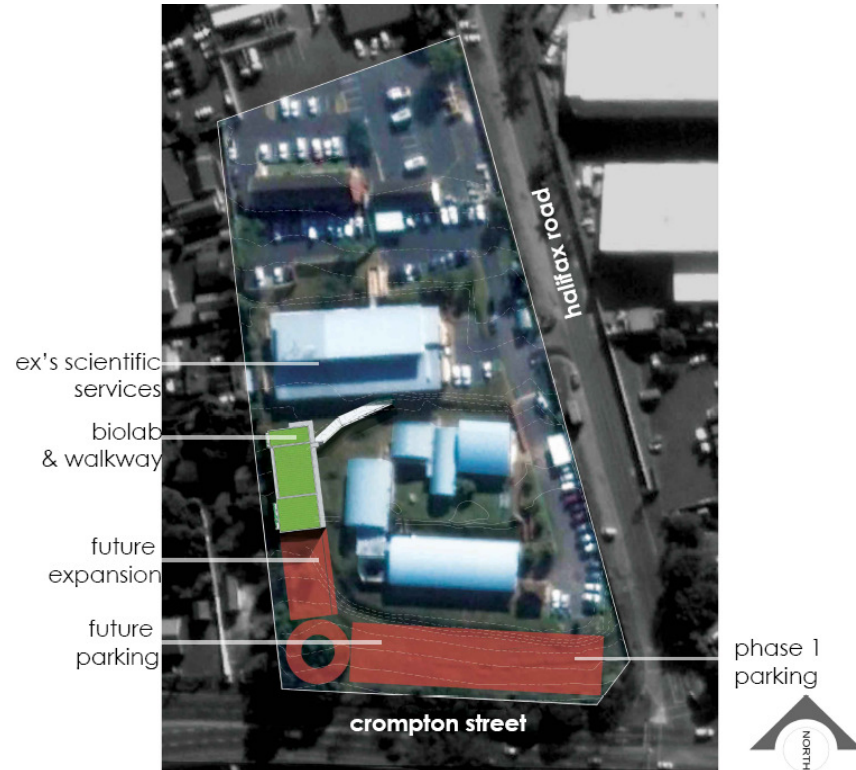 halifax road
ex's scientific
services
biolab
& walkway
future
expansion
future
parking
phase 1
parking
crompton street
NORTH